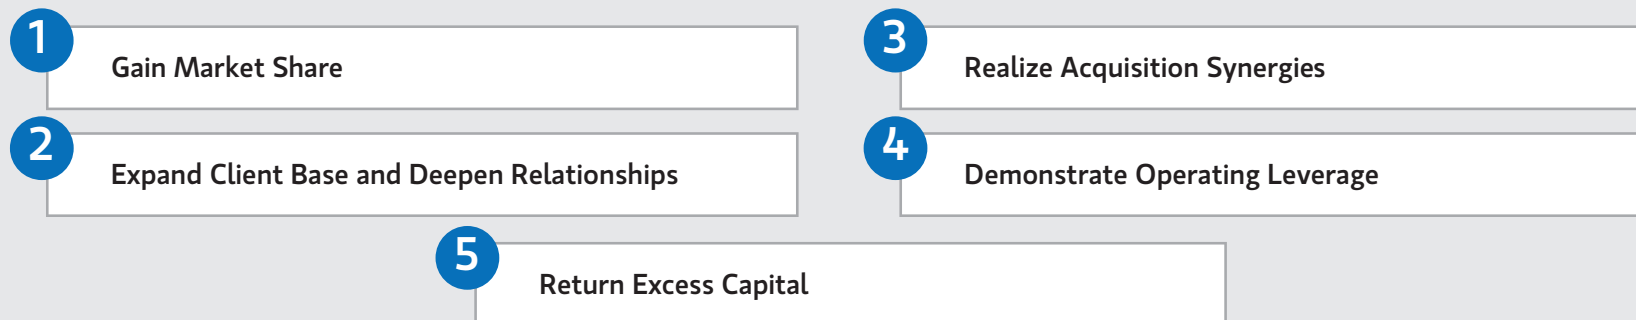 1
Gain Market Share
2
Expand Client Base and Deepen Relationships
3
Realize Acquisition Synergies
4
Demonstrate Operating Leverage
5
Return Excess Capital